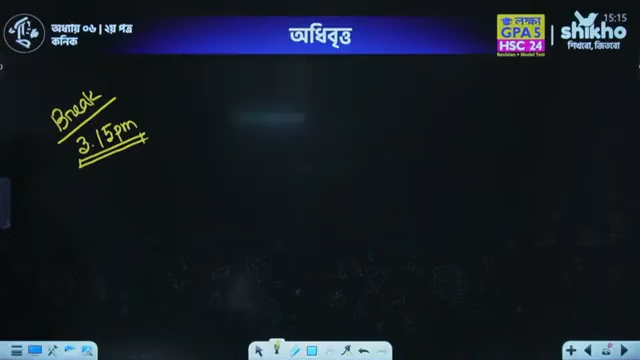 অধ্যায় ০৬ | ২য় পত্র
কনিক
অধিবৃত্ত
লক্ষ্য
GPA 5
HSC 24
Revision + Model Test
15:15
shikho
শিখবো, জিতবো
Break
3.15pm